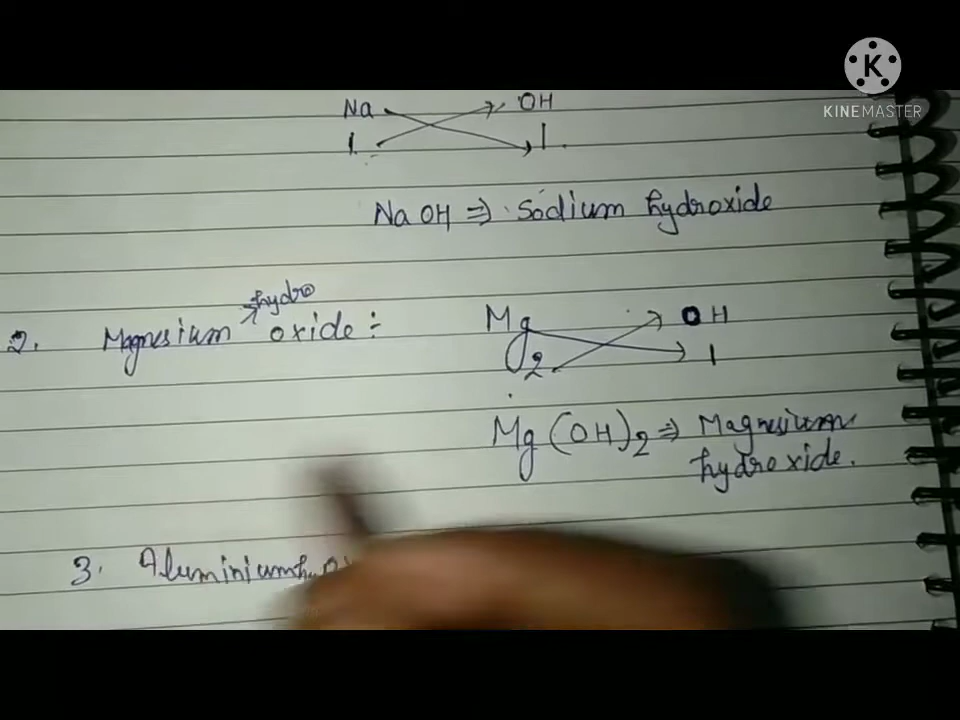 KINEMASTER
Na OH
1 1.
NaOH ⇒ Sodium hydroxide
hydro
2. Magnesium oxide :- Mg OH
2 1
Mg(OH)2 ⇒ Magnesium
hydroxide.
3. Aluminium